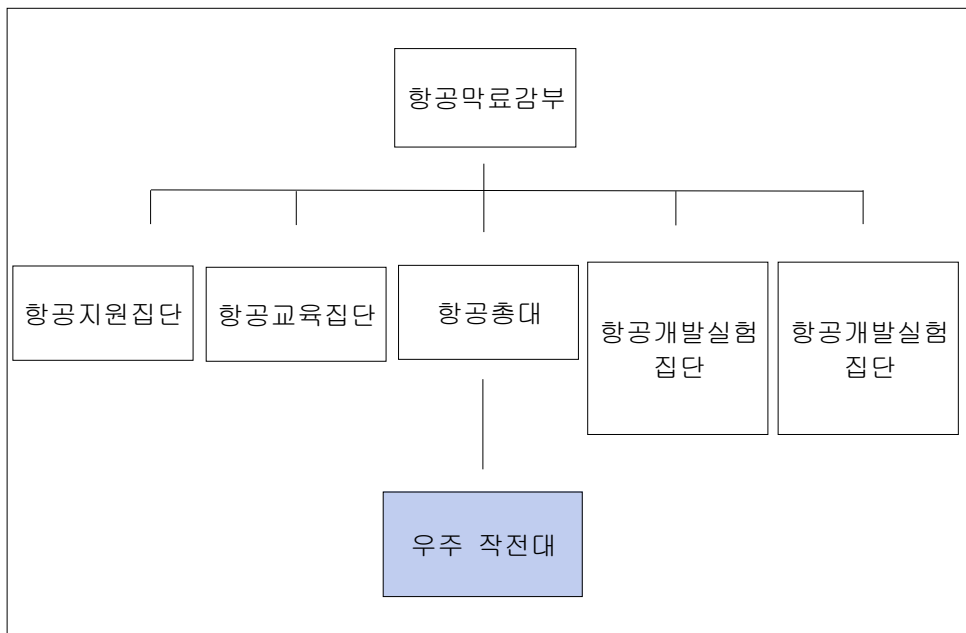 항공막료감부
항공지원집단
항공교육집단
항공총대
항공개발실험
집단
항공개발실험
집단
우주 작전대